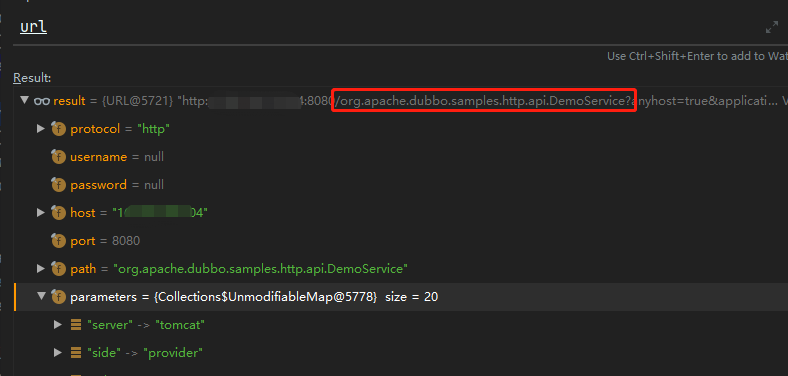 url
Use Ctrl+Shift+Enter to add to Wat
Result:
result = {URL@5721} "http: 4:8080/org.apache.dubbo.samples.http.api.DemoService?anyhost=true&applicati... V
protocol = "http"
username = null
password = null
host = "1 04"
port = 8080
path = "org.apache.dubbo.samples.http.api.DemoService"
parameters = {Collections$UnmodifiableMap@5778} size = 20
"server" -> "tomcat"
"side" -> "provider"